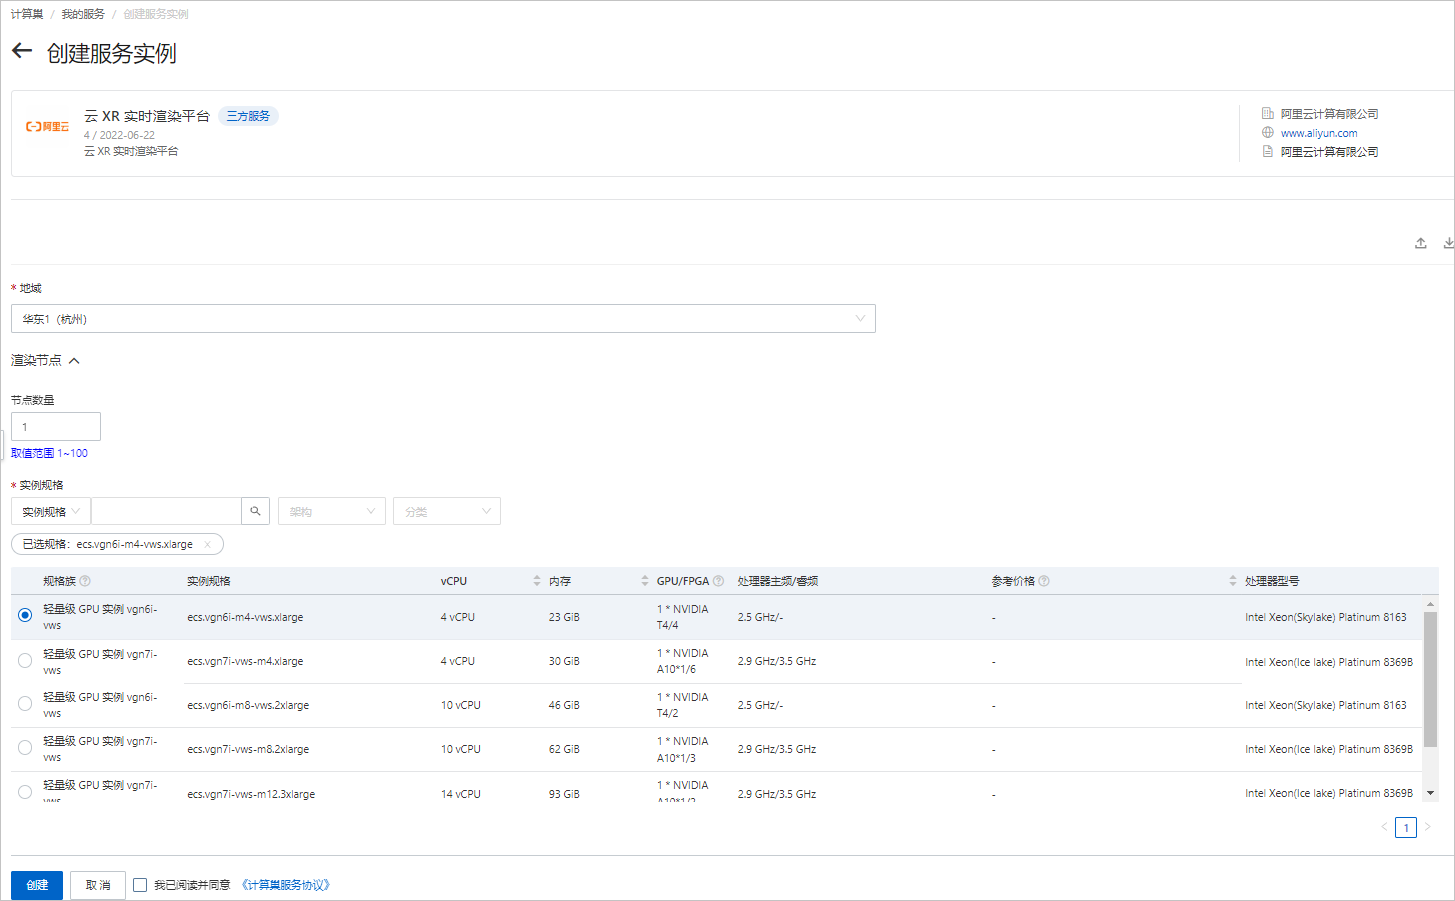 计算巢 / 我的服务 / 创建服务实例
创建服务实例
阿里云
云 XR 实时渲染平台 三方服务
4 / 2022-06-22
云 XR 实时渲染平台
阿里云计算有限公司
www.aliyun.com
阿里云计算有限公司
* 地域
华东1（杭州）
渲染节点
节点数量
1
取值范围 1~100
* 实例规格
实例规格 架构 分类
已选规格：ecs.vgn6i-m4-vws.xlarge ×
规格族 实例规格 vCPU 内存 GPU/FPGA 处理器主频/睿频 参考价格 处理器型号
轻量级 GPU 实例 vgn6i-vws ecs.vgn6i-m4-vws.xlarge 4 vCPU 23 GiB 1 * NVIDIA T4/4 2.5 GHz/- - Intel Xeon(Skylake) Platinum 8163
轻量级 GPU 实例 vgn7i-vws ecs.vgn7i-vws-m4.xlarge 4 vCPU 30 GiB 1 * NVIDIA A10*1/6 2.9 GHz/3.5 GHz - Intel Xeon(Ice lake) Platinum 8369B
轻量级 GPU 实例 vgn6i-vws ecs.vgn6i-m8-vws.2xlarge 10 vCPU 46 GiB 1 * NVIDIA T4/2 2.5 GHz/- - Intel Xeon(Skylake) Platinum 8163
轻量级 GPU 实例 vgn7i-vws ecs.vgn7i-vws-m8.2xlarge 10 vCPU 62 GiB 1 * NVIDIA A10*1/3 2.9 GHz/3.5 GHz - Intel Xeon(Ice lake) Platinum 8369B
轻量级 GPU 实例 vgn7i- ecs.vgn7i-vws-m12.3xlarge 14 vCPU 93 GiB 1 * NVIDIA 2.9 GHz/3.5 GHz - Intel Xeon(Ice lake) Platinum 8369B
< 1 >
创建 取消 我已阅读并同意 《计算巢服务协议》